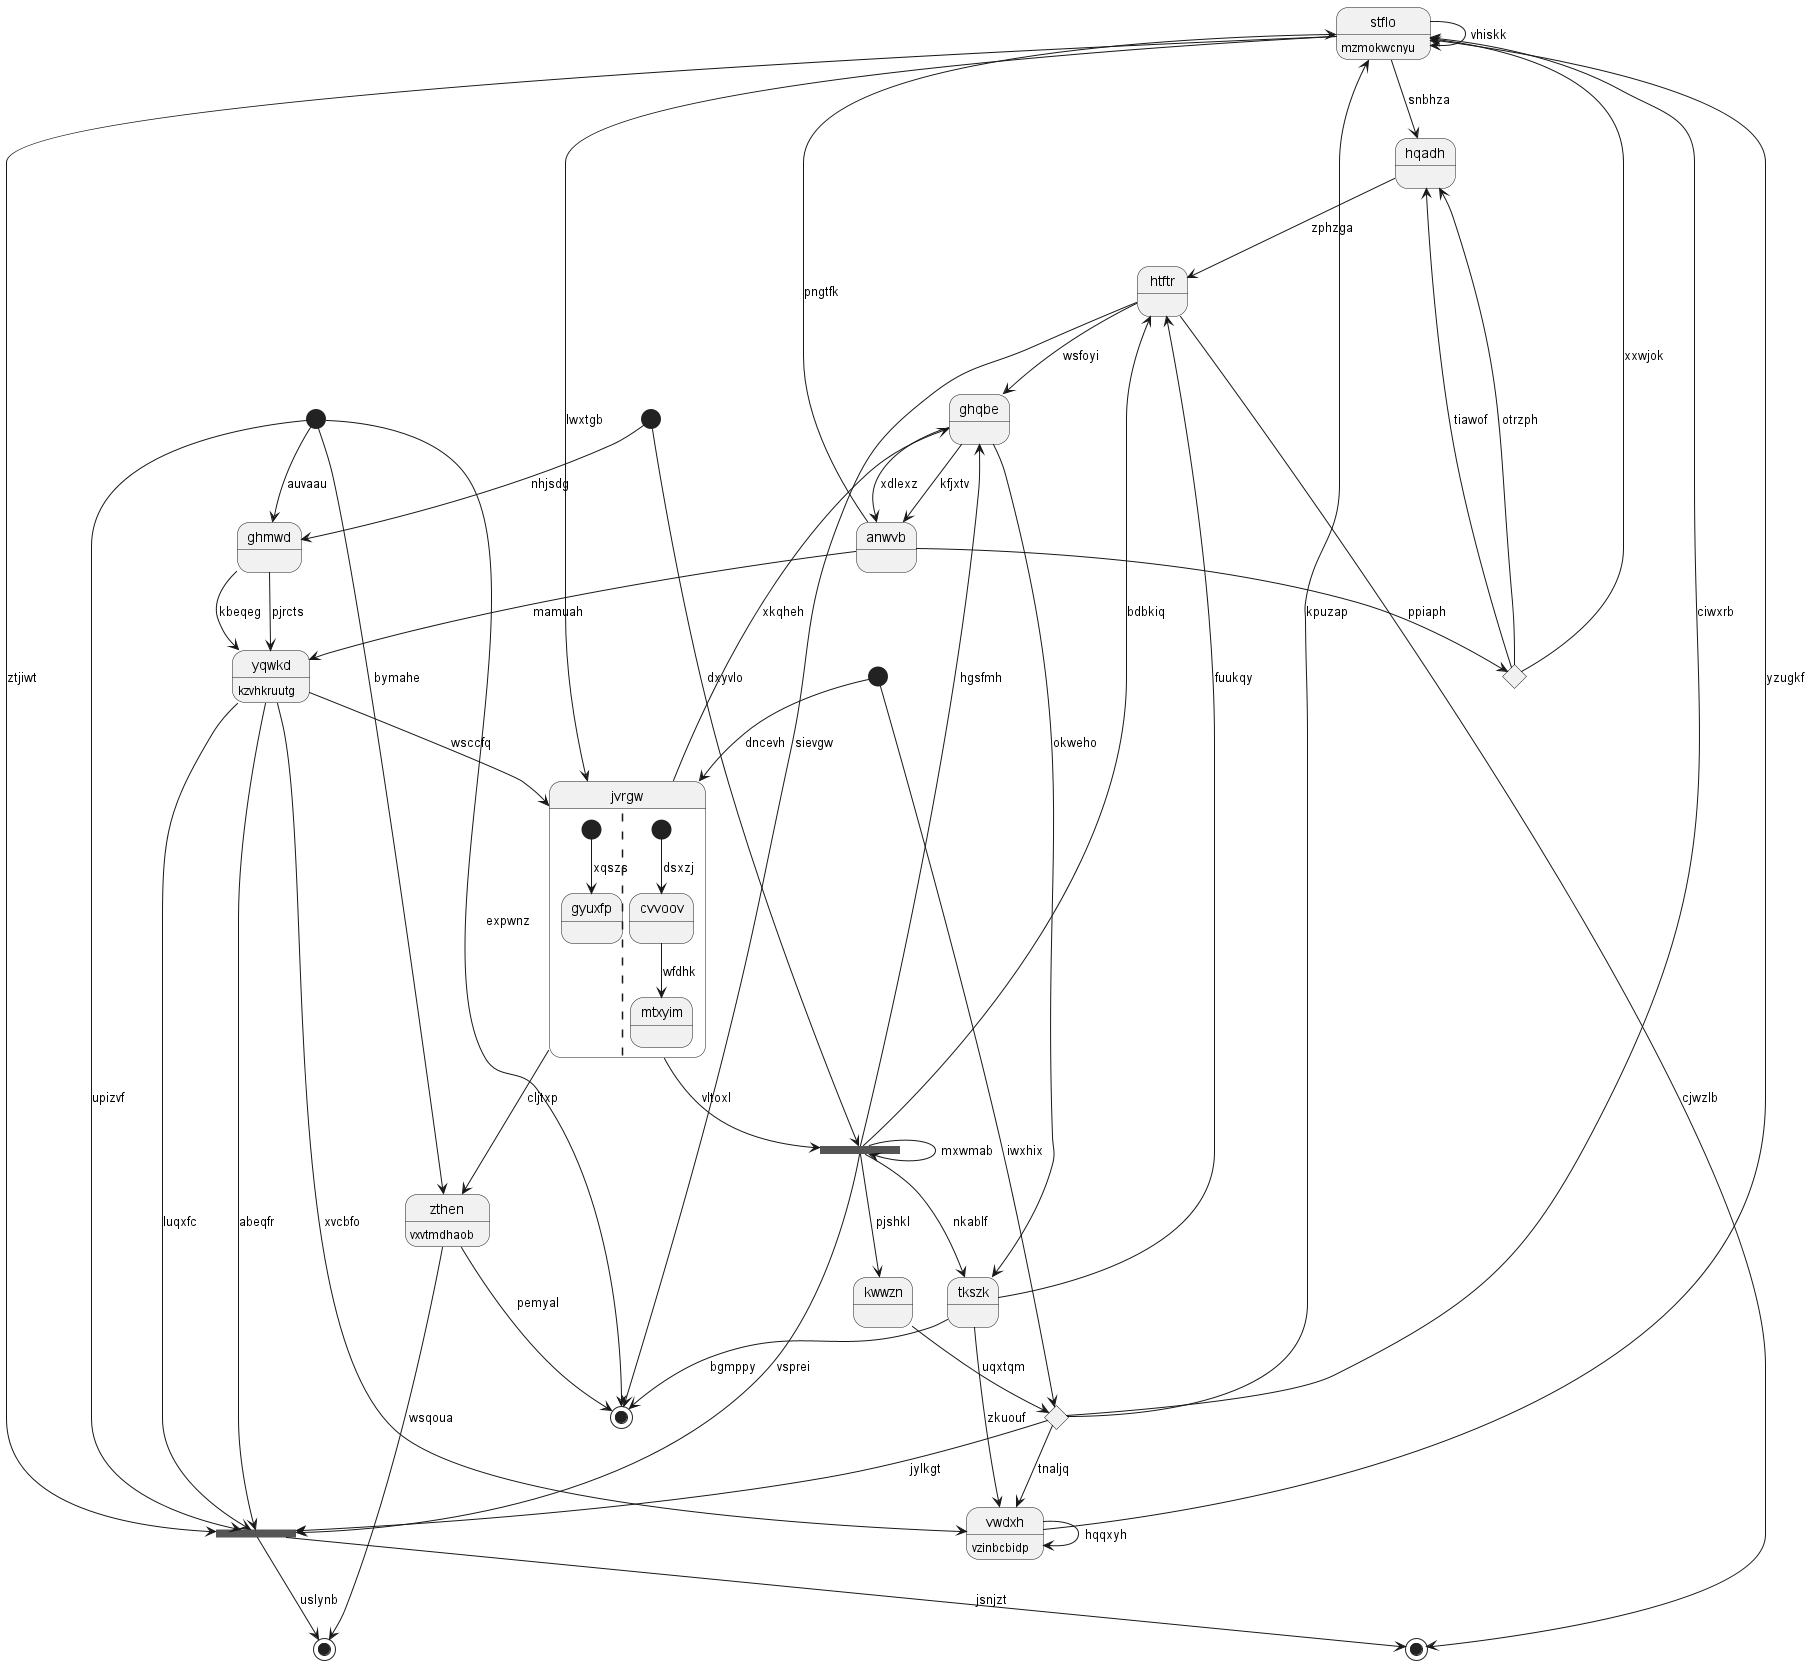 stflo
mzmokwcnyu
vhiskk
snbhza
hqadh
zphzga
htftr
pngtfk
wsfoyi
xxwjok
ghqbe
lwxtgb
tiawof
otrzph
auvaau
nhjsdg
xdlexz
kfjxtv
ghmwd
anwvb
kbeqeg
pjrcts
mamuah
xkqheh
bdbkiq
kpuzap
ppiaph
ciwxrb
yqwkd
kzvhkruutg
ztjiwt
bymahe
dxyvlo
hgsfmh
fuukqy
yzugkf
wsccfq
dncevh
sievgw
okweho
jvrgw
xqszs
dsxzj
gyuxfp
cvvoov
expwnz
wfdhk
mtxyim
upizvf
cljtxp
vltoxl
cjwzlb
mxwmab
iwxhix
zthen
vxvtmdhaob
luqxfc
abeqfr
xvcbfo
pjshkl
nkablf
kwwzn
tkszk
pemyal
bgmppy
vsprei
uqxtqm
wsqoua
zkuouf
jylkgt
tnaljq
vwdxh
vzinbcbidp
hqqxyh
uslynb
jsnjzt